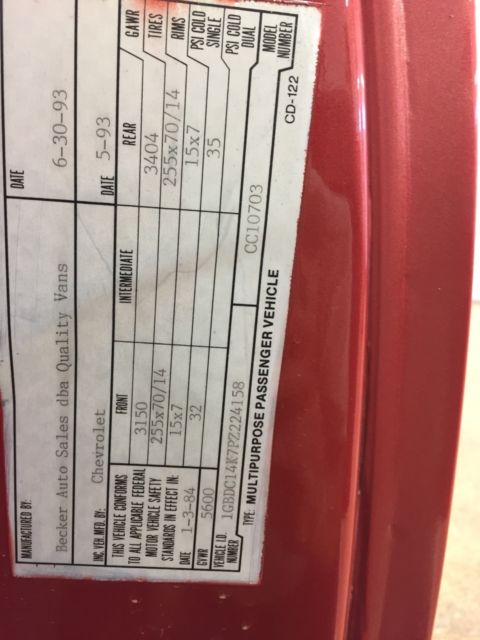 MANUFACTURED BY: DATE
Becker Auto Sales dba Quality Vans 6-30-93
INC. VEH. MFD. BY: Chevrolet DATE 5-93
THIS VEHICLE CONFORMS TO ALL APPLICABLE FEDERAL MOTOR VEHICLE SAFETY STANDARDS IN EFFECT IN:
DATE 1-3-84
GVWR 5600
FRONT INTERMEDIATE REAR
3150 3404 GAWR
255x70/14 255x70/14 TIRES
15x7 15x7 RIMS
32 35 PSI COLD SINGLE
PSI COLD DUAL
VEHICLE I.D. NUMBER 1GBDC14K7PZ224158 CC10703 MODEL NUMBER
TYPE: MULTIPURPOSE PASSENGER VEHICLE CD-122